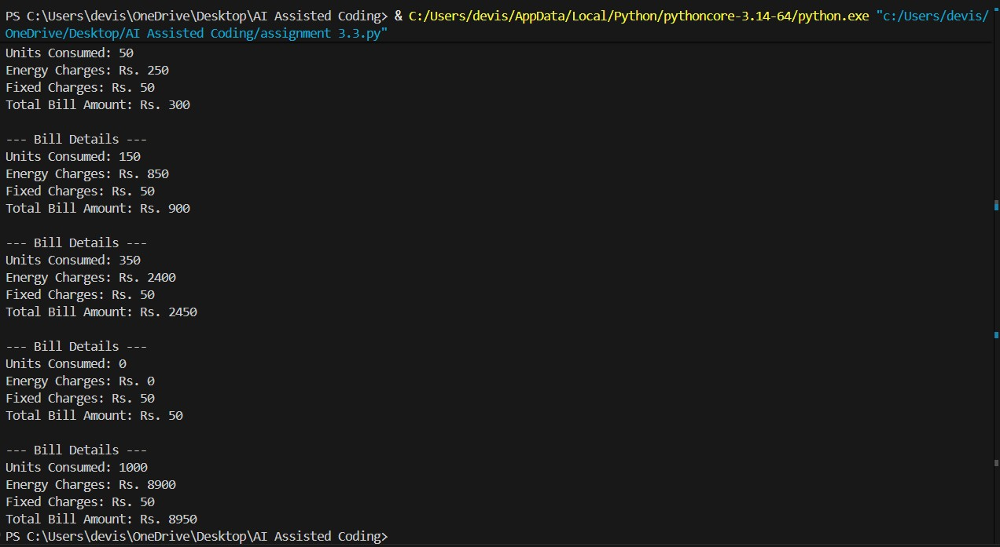 PS C:\Users\devis\OneDrive\Desktop\AI Assisted Coding> & C:/Users/devis/AppData/Local/Python/pythoncore-3.14-64/python.exe "c:/Users/devis/
OneDrive/Desktop/AI Assisted Coding/assignment 3.3.py"
Units Consumed: 50
Energy Charges: Rs. 250
Fixed Charges: Rs. 50
Total Bill Amount: Rs. 300
--- Bill Details ---
Units Consumed: 150
Energy Charges: Rs. 850
Fixed Charges: Rs. 50
Total Bill Amount: Rs. 900
--- Bill Details ---
Units Consumed: 350
Energy Charges: Rs. 2400
Fixed Charges: Rs. 50
Total Bill Amount: Rs. 2450
--- Bill Details ---
Units Consumed: 0
Energy Charges: Rs. 0
Fixed Charges: Rs. 50
Total Bill Amount: Rs. 50
--- Bill Details ---
Units Consumed: 1000
Energy Charges: Rs. 8900
Fixed Charges: Rs. 50
Total Bill Amount: Rs. 8950
PS C:\Users\devis\OneDrive\Desktop\AI Assisted Coding>